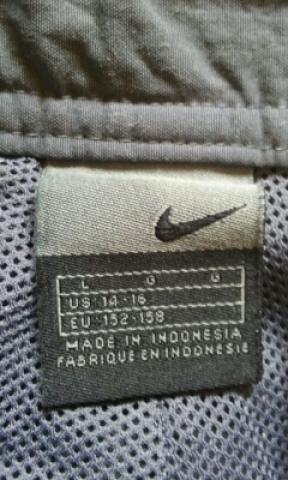 L G G
US 14-16
EU 152-158
MADE IN INDONESIA
FABRIQUE EN INDONESIE